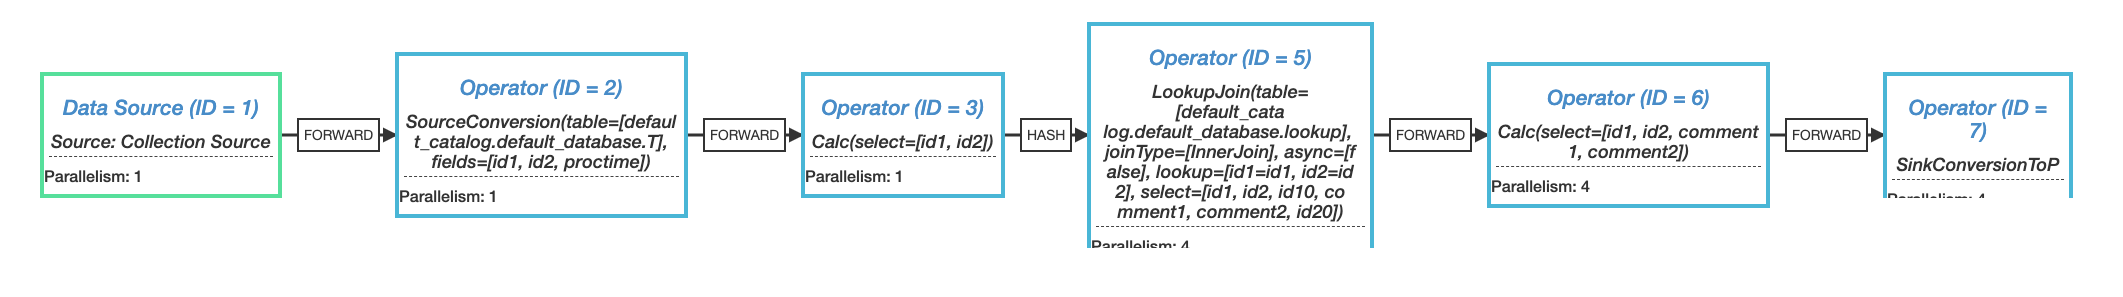 Data Source (ID = 1)
Source: Collection Source
Parallelism: 1
FORWARD
Operator (ID = 2)
SourceConversion(table=[defaul
t_catalog.default_database.T],
fields=[id1, id2, proctime])
Parallelism: 1
FORWARD
Operator (ID = 3)
Calc(select=[id1, id2])
Parallelism: 1
HASH
Operator (ID = 5)
LookupJoin(table=
[default_cata
log.default_database.lookup],
joinType=[InnerJoin], async=[f
alse], lookup=[id1=id1, id2=id
2], select=[id1, id2, id10, co
mment1, comment2, id20])
Parallelism: 4
FORWARD
Operator (ID = 6)
Calc(select=[id1, id2, comment
1, comment2])
Parallelism: 4
FORWARD
Operator (ID =
7)
SinkConversionToP
Parallelism: 4